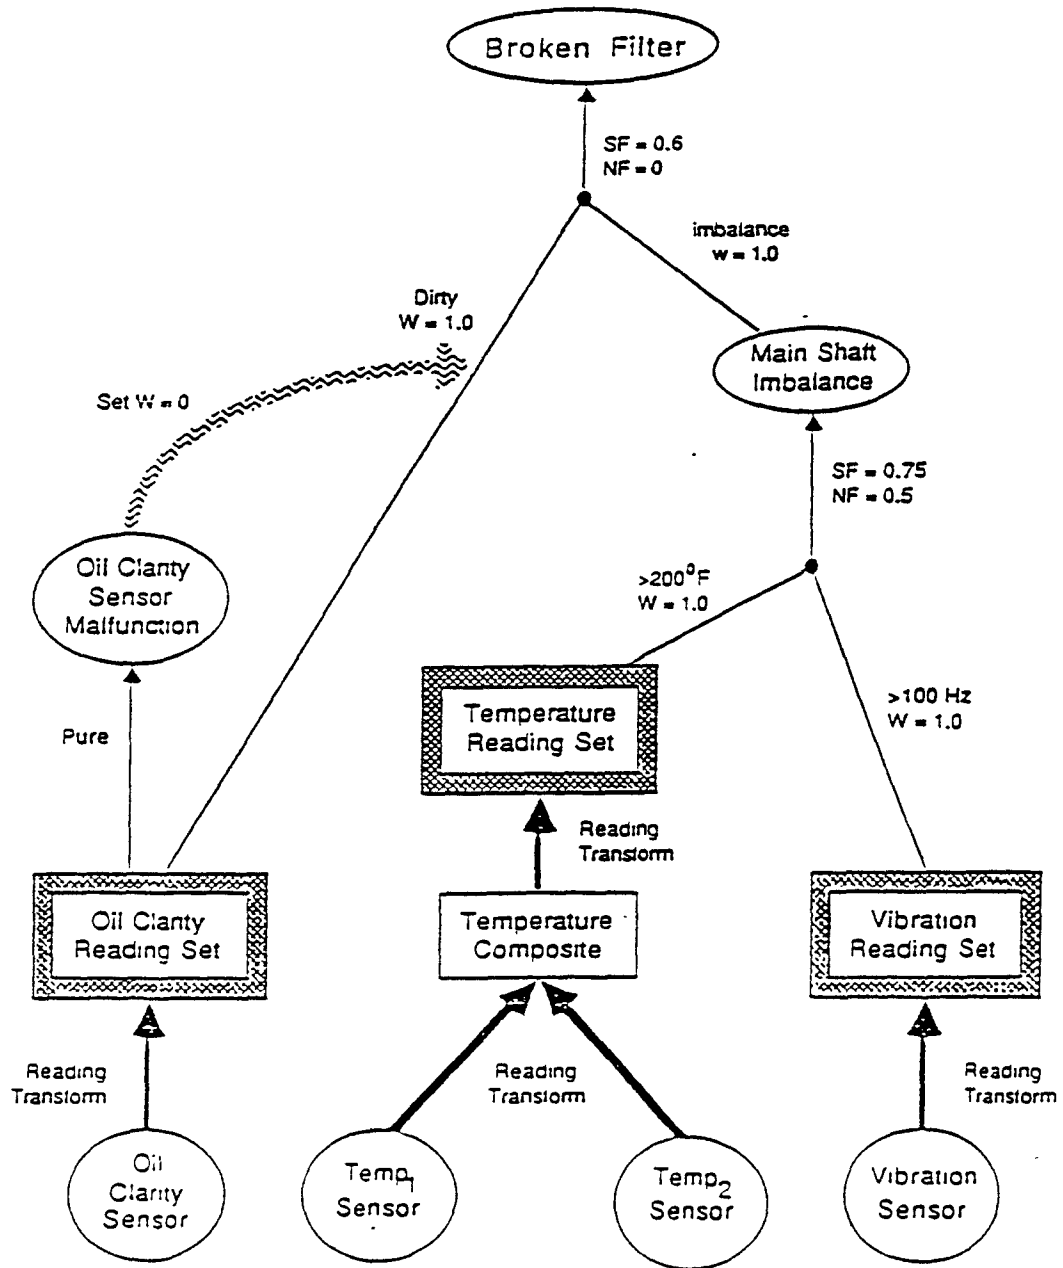 Broken Filter
SF = 0.6
NF = 0
imbalance
w = 1.0
Dirty
W = 1.0
Main Shaft
Imbalance
Set W = 0
SF = 0.75
NF = 0.5
Oil Clarity
Sensor
Malfunction
>200⁰F
W = 1.0
Temperature
Reading Set
>100 Hz
W = 1.0
Pure
Reading
Transform
Oil Clarity
Reading Set
Temperature
Composite
Vibration
Reading Set
Reading
Transform
Reading
Transform
Reading
Transform
Oil
Clarity
Sensor
Temp₁
Sensor
Temp₂
Sensor
Vibration
Sensor